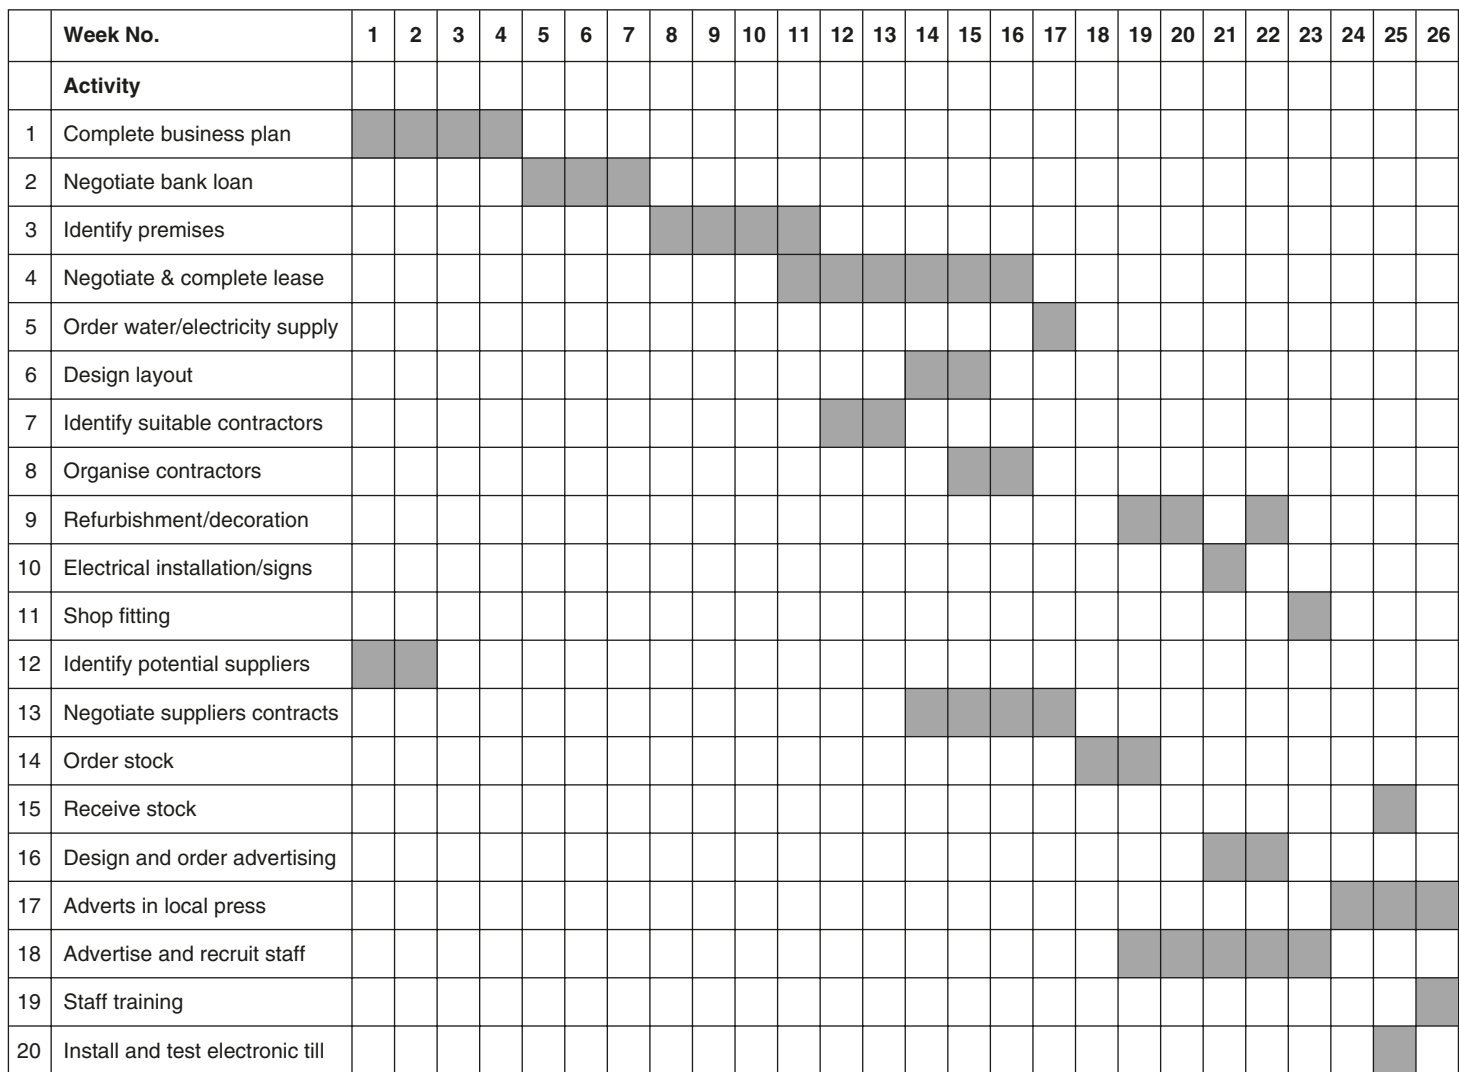 Week No. 1 2 3 4 5 6 7 8 9 10 11 12 13 14 15 16 17 18 19 20 21 22 23 24 25 26
Activity
1 Complete business plan
2 Negotiate bank loan
3 Identify premises
4 Negotiate & complete lease
5 Order water/electricity supply
6 Design layout
7 Identify suitable contractors
8 Organise contractors
9 Refurbishment/decoration
10 Electrical installation/signs
11 Shop fitting
12 Identify potential suppliers
13 Negotiate suppliers contracts
14 Order stock
15 Receive stock
16 Design and order advertising
17 Adverts in local press
18 Advertise and recruit staff
19 Staff training
20 Install and test electronic till